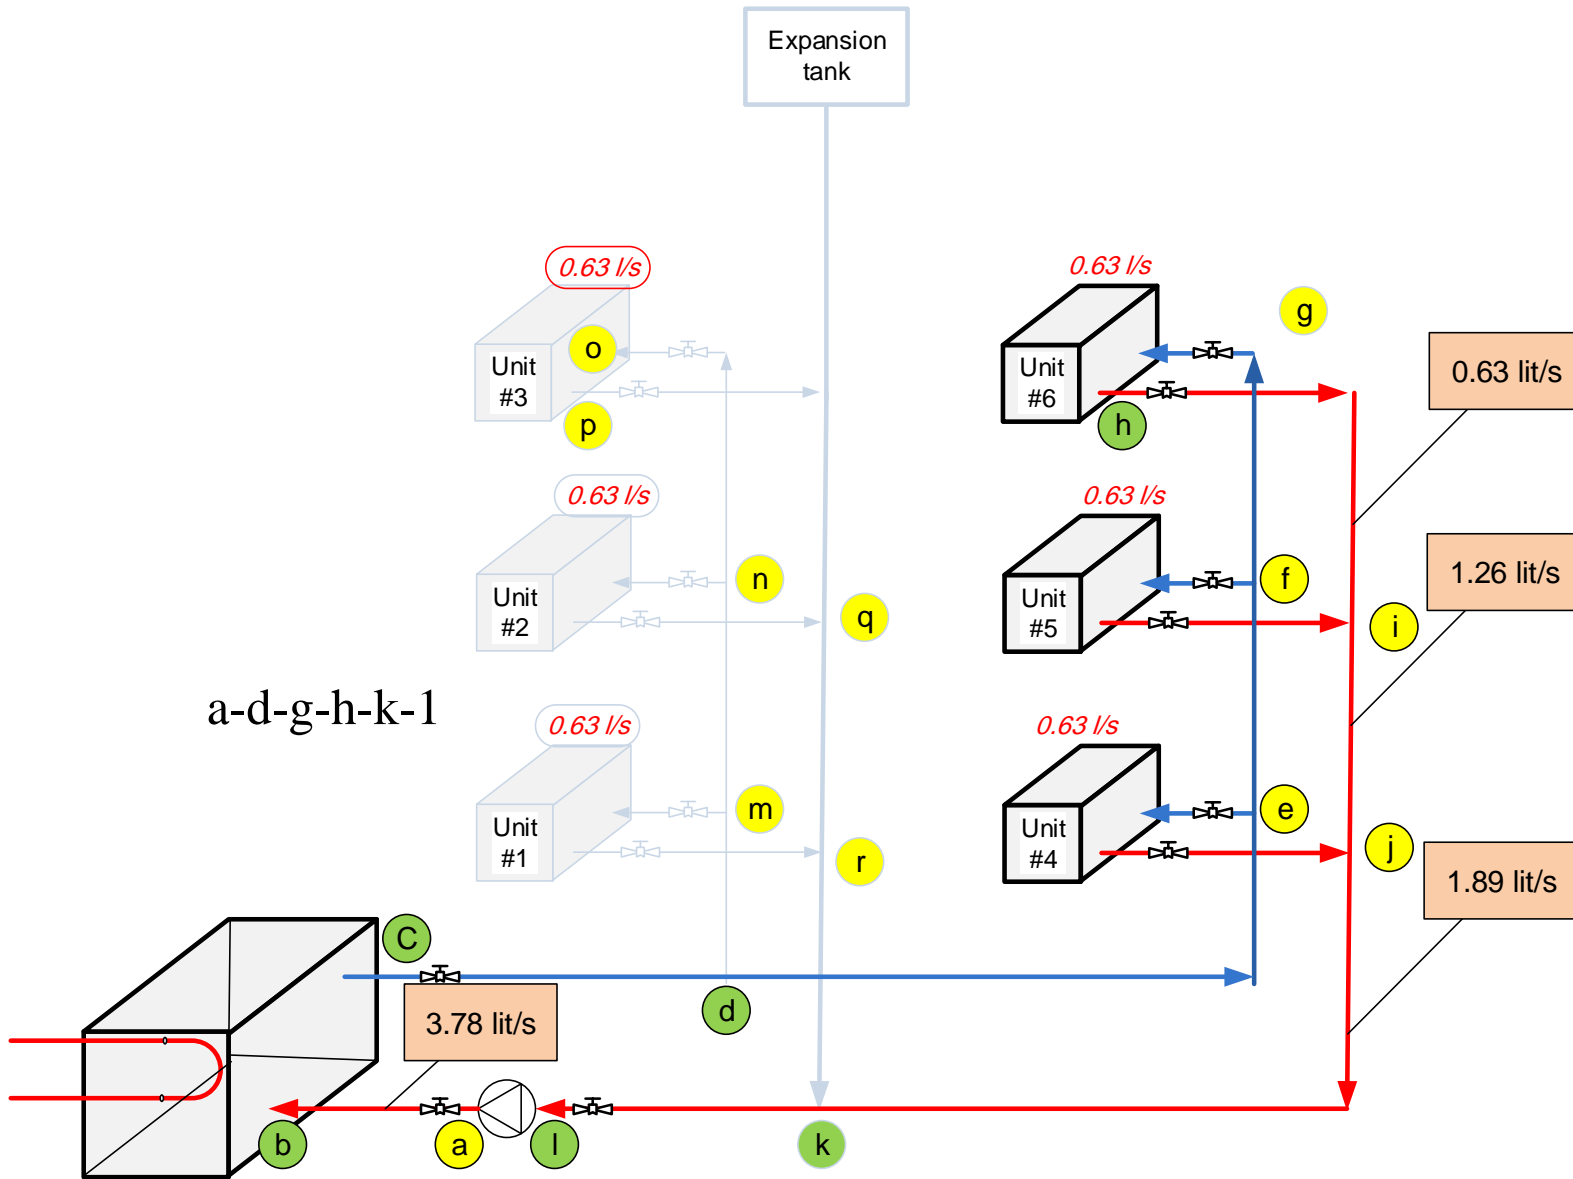 Expansion
tank
0.63 l/s
0.63 l/s
g
o
Unit
#3
Unit
#6
0.63 lit/s
p
h
0.63 l/s
0.63 l/s
1.26 lit/s
n
f
Unit
#2
Unit
#5
q
i
a-d-g-h-k-l
0.63 l/s
0.63 l/s
m
e
Unit
#1
Unit
#4
r
j
1.89 lit/s
C
3.78 lit/s
d
b
a
l
k